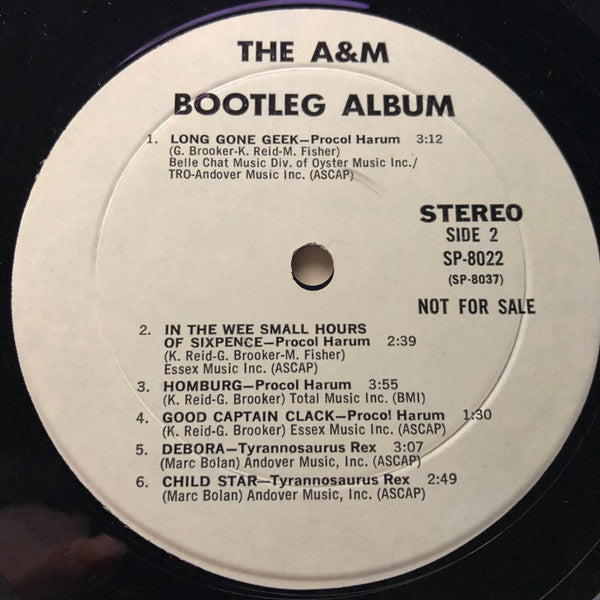 THE A&M
BOOTLEG ALBUM
1. LONG GONE GEEK—Procol Harum 3:12
(G. Brooker-K. Reid-M. Fisher)
Belle Chat Music Div. of Oyster Music Inc./
TRO-Andover Music Inc. (ASCAP)
STEREO
SIDE 2
SP-8022
(SP-8037)
NOT FOR SALE
2. IN THE WEE SMALL HOURS
OF SIXPENCE—Procol Harum 2:39
(K. Reid-G. Brooker-M. Fisher)
Essex Music Inc. (ASCAP)
3. HOMBURG—Procol Harum 3:55
(K. Reid-G. Brooker) Total Music Inc. (BMI)
4. GOOD CAPTAIN CLACK—Procol Harum 1:30
(K. Reid-G. Brooker) Essex Music Inc. (ASCAP)
5. DEBORA—Tyrannosaurus Rex 3:07
(Marc Bolan) Andover Music, Inc. (ASCAP)
6. CHILD STAR—Tyrannosaurus Rex 2:49
(Marc Bolan) Andover Music, Inc. (ASCAP)